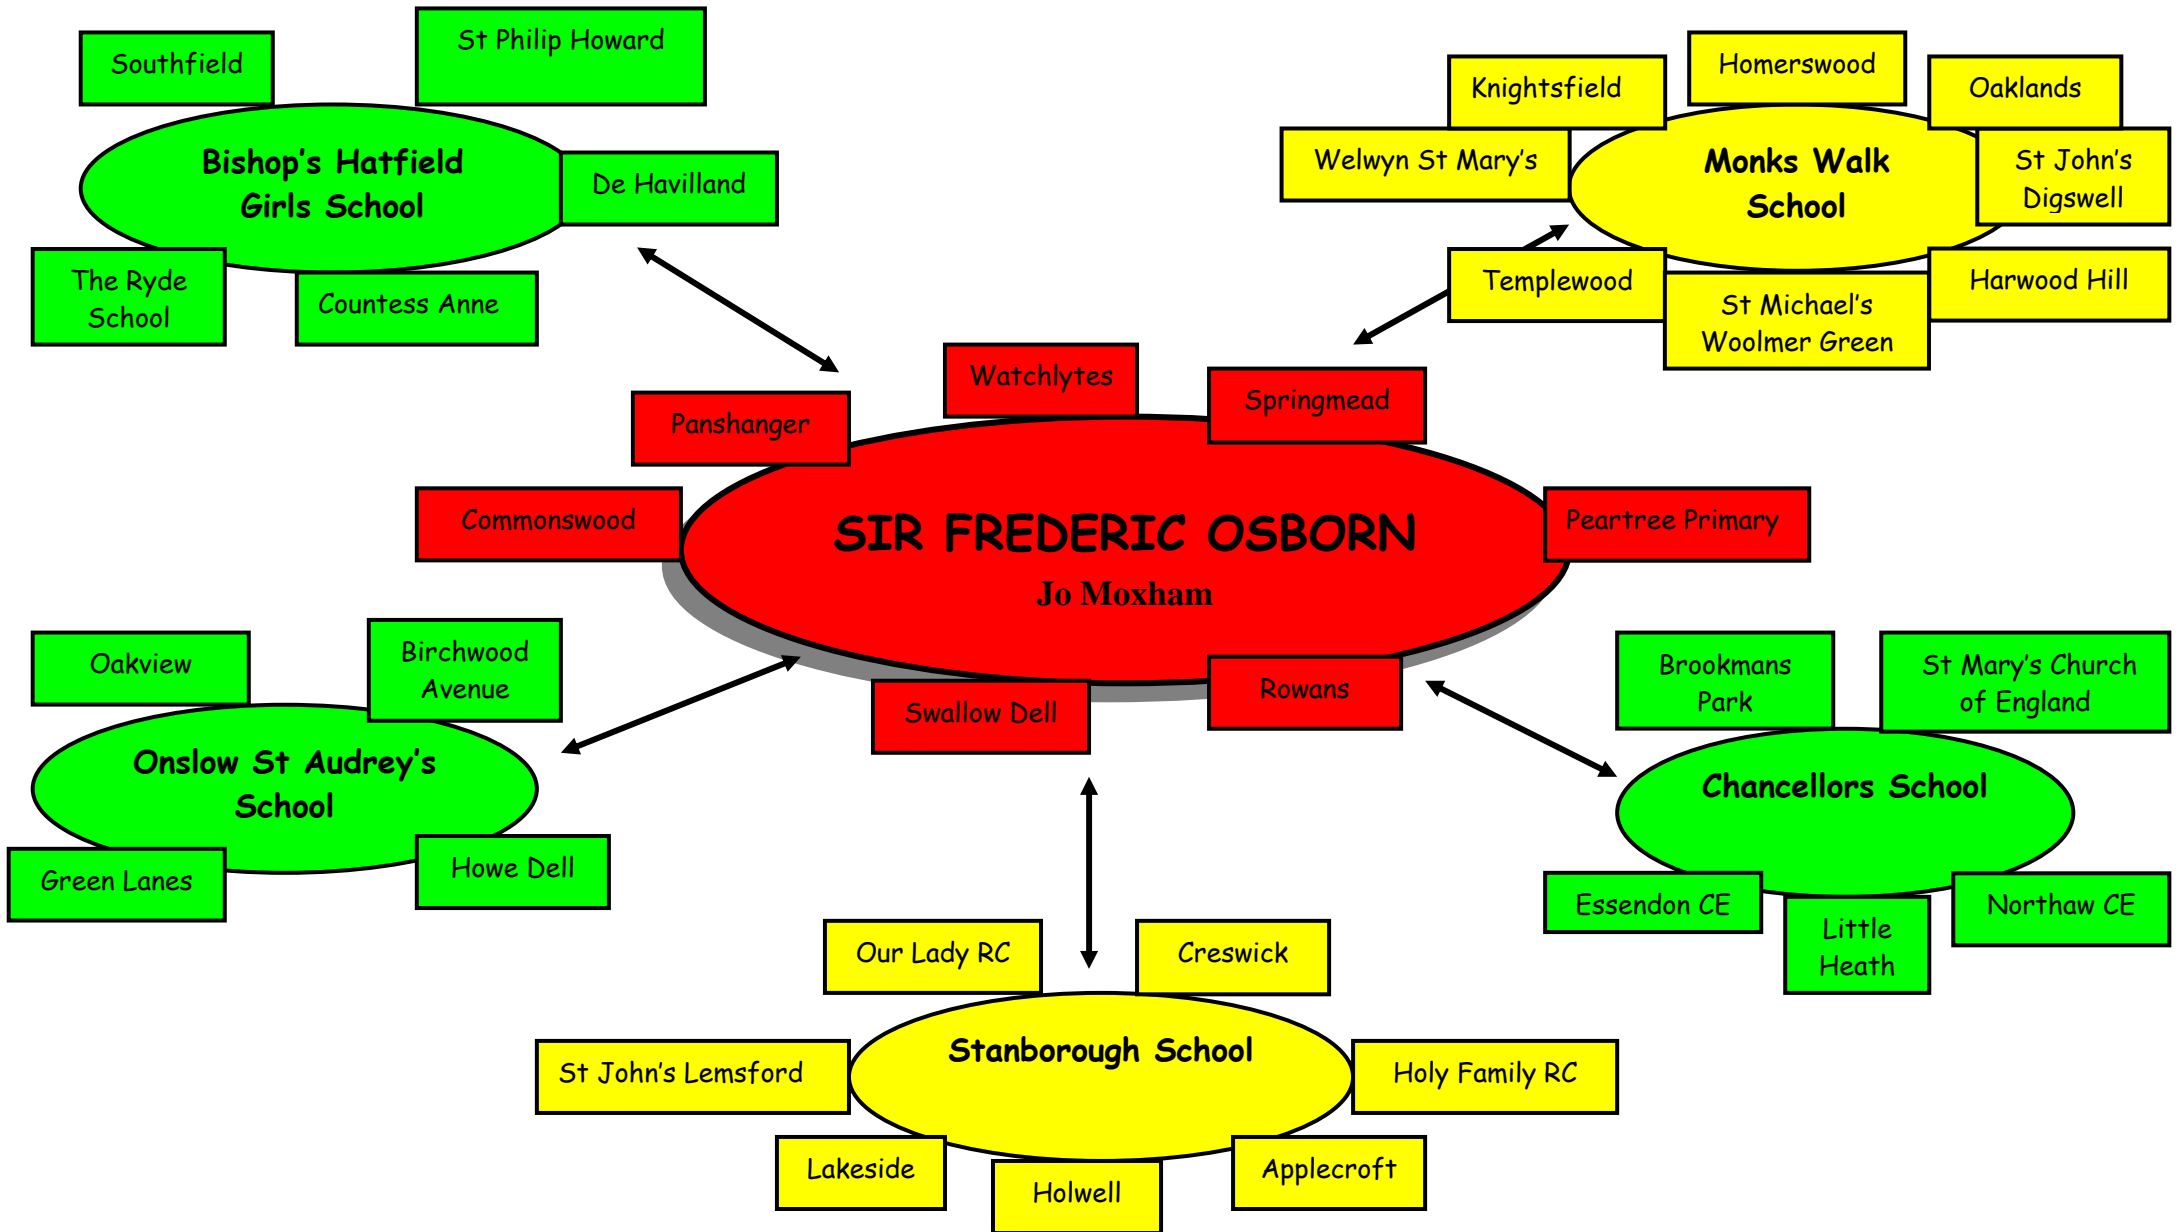 Southfield
St Philip Howard
Bishop's Hatfield
Girls School
De Havilland
The Ryde
School
Countess Anne
Knightsfield
Homerswood
Oaklands
Welwyn St Mary's
Monks Walk
School
St John's
Digswell
Templewood
St Michael's
Woolmer Green
Harwood Hill
Watchlytes
Springmead
Panshanger
Commonswood
SIR FREDERIC OSBORN
Jo Moxham
Peartree Primary
Swallow Dell
Rowans
Oakview
Birchwood
Avenue
Onslow St Audrey's
School
Green Lanes
Howe Dell
Brookmans
Park
St Mary's Church
of England
Chancellors School
Essendon CE
Little
Heath
Northaw CE
Our Lady RC
Creswick
St John's Lemsford
Stanborough School
Holy Family RC
Lakeside
Holwell
Applecroft